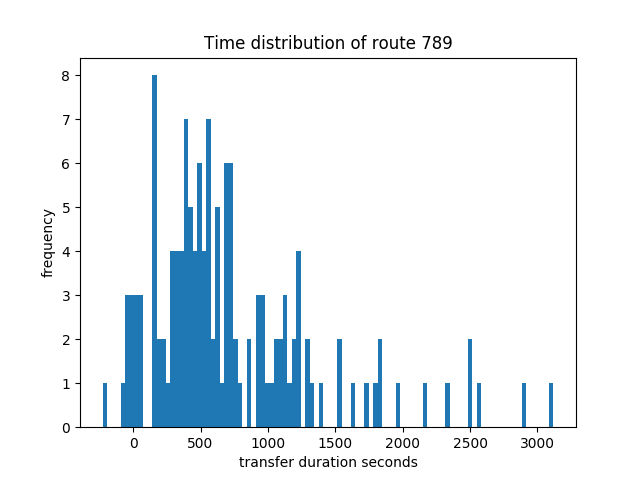 Time distribution of route 789
8
7
6
5
4
3
2
1
0
frequency
0 500 1000 1500 2000 2500 3000
transfer duration seconds